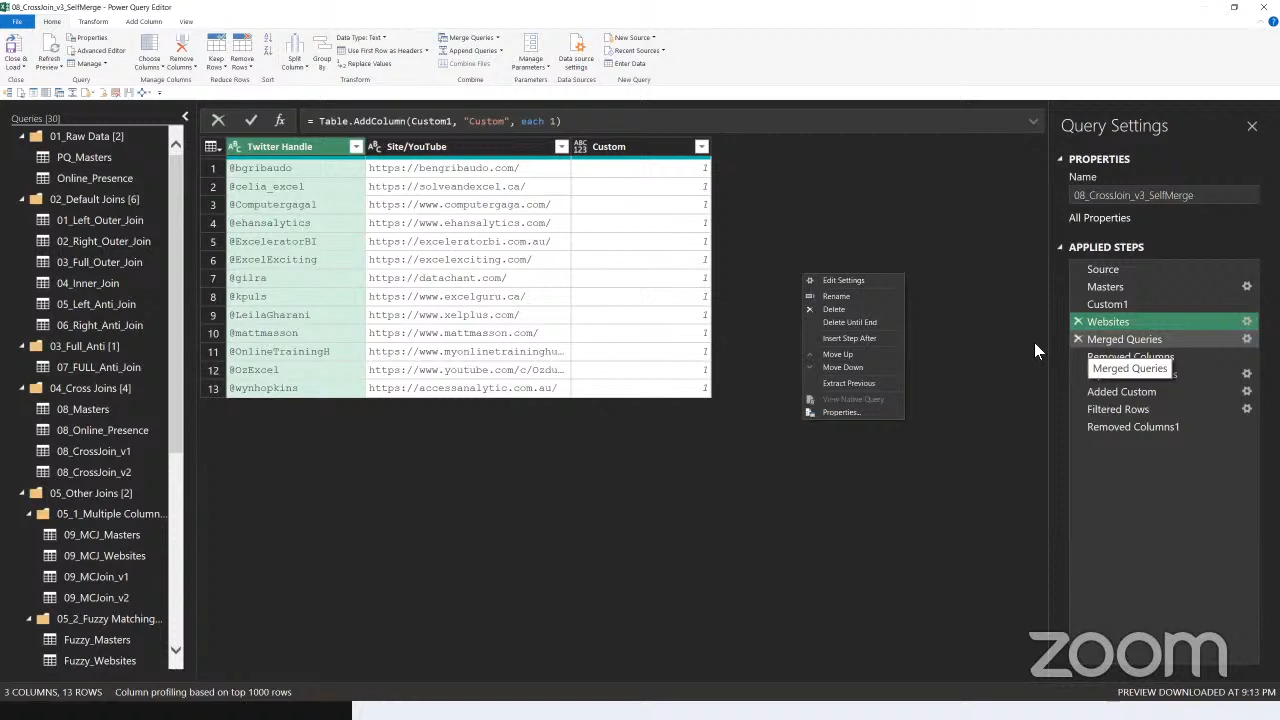 08_CrossJoin_v3_SelfMerge - Power Query Editor
File Home Transform Add Column View
Close & Load
Close
Refresh Preview
Properties
Advanced Editor
Manage
Query
Choose Columns
Remove Columns
Manage Columns
Keep Rows
Remove Rows
Reduce Rows
Sort
Split Column
Group By
Data Type: Text
Use First Row as Headers
Replace Values
Transform
Merge Queries
Append Queries
Combine Files
Combine
Manage Parameters
Parameters
Data source settings
Data Sources
New Source
Recent Sources
Enter Data
New Query
Queries [30]
01_Raw Data [2]
PQ_Masters
Online_Presence
02_Default Joins [6]
01_Left_Outer_Join
02_Right_Outer_Join
03_Full_Outer_Join
04_Inner_Join
05_Left_Anti_Join
06_Right_Anti_Join
03_Full_Anti [1]
07_FULL_Anti_Join
04_Cross Joins [4]
08_Masters
08_Online_Presence
08_CrossJoin_v1
08_CrossJoin_v2
05_Other Joins [2]
05_1_Multiple Column...
09_MCJ_Masters
09_MCJ_Websites
09_MCJoin_v1
09_MCJoin_v2
05_2_Fuzzy Matching...
Fuzzy_Masters
Fuzzy_Websites
= Table.AddColumn(Custom1, "Custom", each 1)
Twitter Handle Site/YouTube ABC 123 Custom
1 @bgribaudo https://bengribaudo.com/ 1
2 @celia_excel https://solveandexcel.ca/ 1
3 @Computergaga1 https://www.computergaga.com/ 1
4 @ehansalytics https://www.ehansalytics.com/ 1
5 @ExceleratorBI https://exceleratorbi.com.au/ 1
6 @ExcelExciting https://excelexciting.com/ 1
7 @gilra https://datachant.com/ 1
8 @kpuls https://www.excelguru.ca/ 1
9 @LeilaGharani https://www.xelplus.com/ 1
10 @mattmasson https://www.mattmasson.com/ 1
11 @OnlineTrainingH https://www.myonlinetraininghu... 1
12 @OzExcel https://www.youtube.com/c/Ozdu... 1
13 @wynhopkins https://accessanalytic.com.au/ 1
Edit Settings
Rename
Delete
Delete Until End
Insert Step After
Move Up
Move Down
Extract Previous
View Native Query
Properties...
Query Settings
PROPERTIES
Name
08_CrossJoin_v3_SelfMerge
All Properties
APPLIED STEPS
Source
Masters
Custom1
Websites
Merged Queries
Removed Columns
Merged Queries
Added Custom
Filtered Rows
Removed Columns1
zoom
3 COLUMNS, 13 ROWS Column profiling based on top 1000 rows
PREVIEW DOWNLOADED AT 9:13 PM